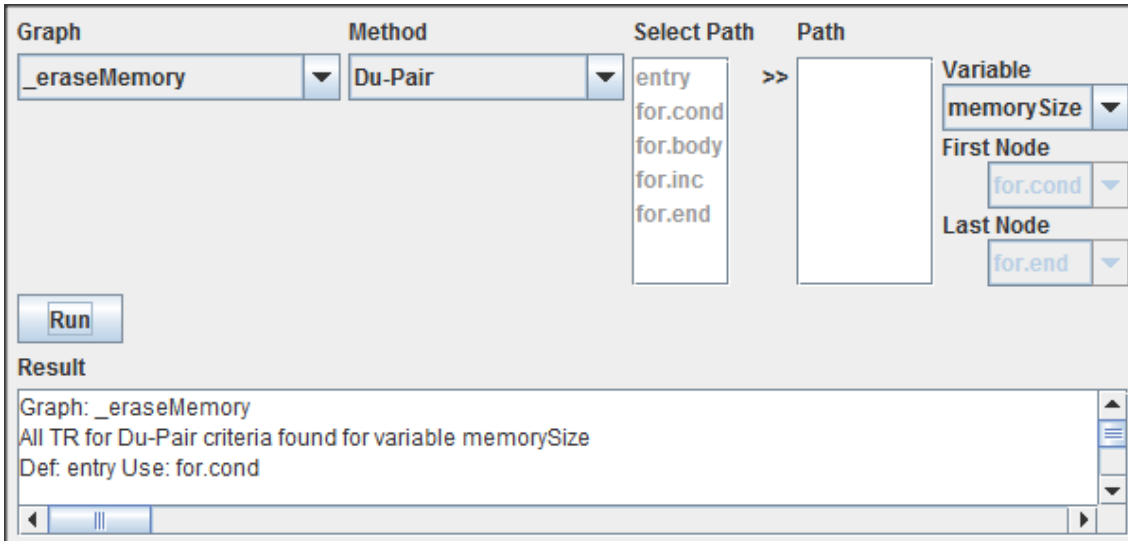 Graph
Method
Select Path
Path
_eraseMemory
Du-Pair
entry
for.cond
for.body
for.inc
for.end
>>
Variable
memorySize
First Node
for.cond
Last Node
for.end
Run
Result
Graph: _eraseMemory
All TR for Du-Pair criteria found for variable memorySize
Def: entry Use: for.cond